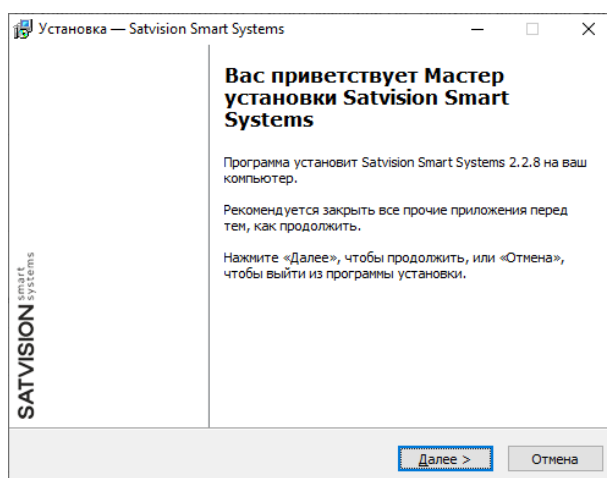 Установка — Satvision Smart Systems
Вас приветствует Мастер
установки Satvision Smart
Systems
Программа установит Satvision Smart Systems 2.2.8 на ваш
компьютер.
Рекомендуется закрыть все прочие приложения перед
тем, как продолжить.
Нажмите «Далее», чтобы продолжить, или «Отмена»,
чтобы выйти из программы установки.
SATVISION smart
systems
Далее >
Отмена